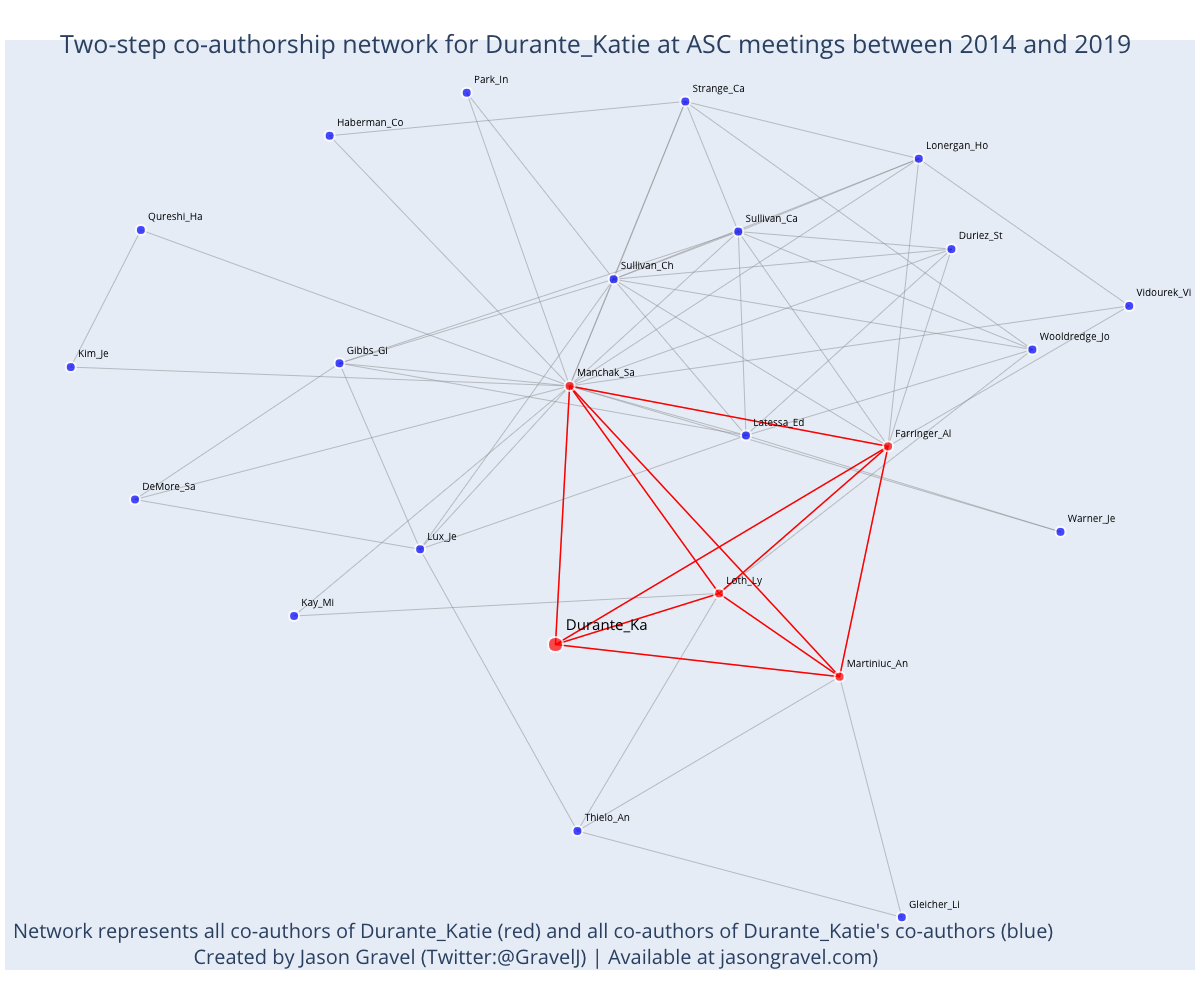 Two-step co-authorship network for Durante_Katie at ASC meetings between 2014 and 2019
Park_In
Strange_Ca
Haberman_Co
Lonergan_Ho
Qureshi_Ha
Sullivan_Ca
Duriez_St
Sullivan_Ch
Vidourek_Vi
Wooldredge_Jo
Kim_Je
Gibbs_Gi
Manchak_Sa
Latessa_Ed
Farringer_Al
DeMore_Sa
Warner_Je
Lux_Je
Loth_Ly
Kay_Mi
Durante_Ka
Martiniuc_An
Thielo_An
Gleicher_Li
Network represents all co-authors of Durante_Katie (red) and all co-authors of Durante_Katie's co-authors (blue)
Created by Jason Gravel (Twitter:@GravelJ) | Available at jasongravel.com)